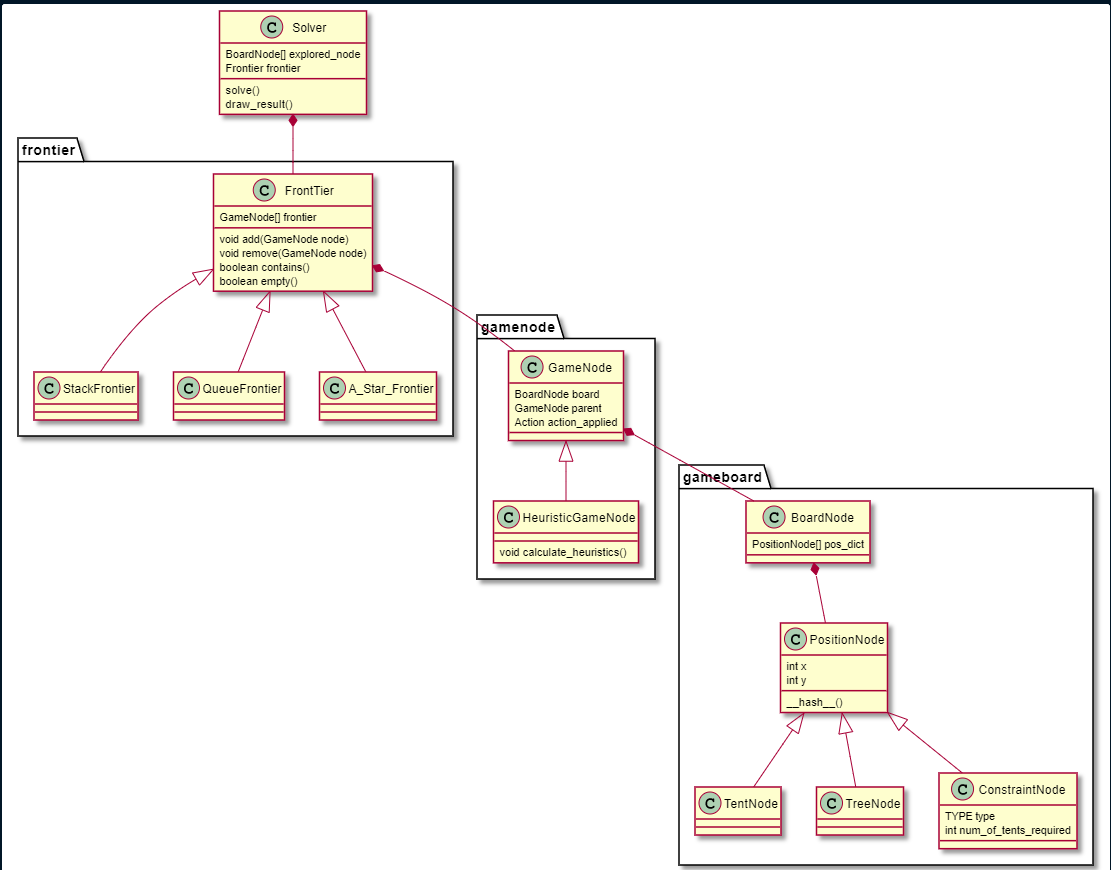 C Solver
BoardNode[] explored_node
Frontier frontier
solve()
draw_result()
frontier
C FrontTier
GameNode[] frontier
void add(GameNode node)
void remove(GameNode node)
boolean contains()
boolean empty()
C StackFrontier
C QueueFrontier
C A_Star_Frontier
gamenode
C GameNode
BoardNode board
GameNode parent
Action action_applied
C HeuristicGameNode
void calculate_heuristics()
gameboard
C BoardNode
PositionNode[] pos_dict
C PositionNode
int x
int y
__hash__()
C TentNode
C TreeNode
C ConstraintNode
TYPE type
int num_of_tents_required